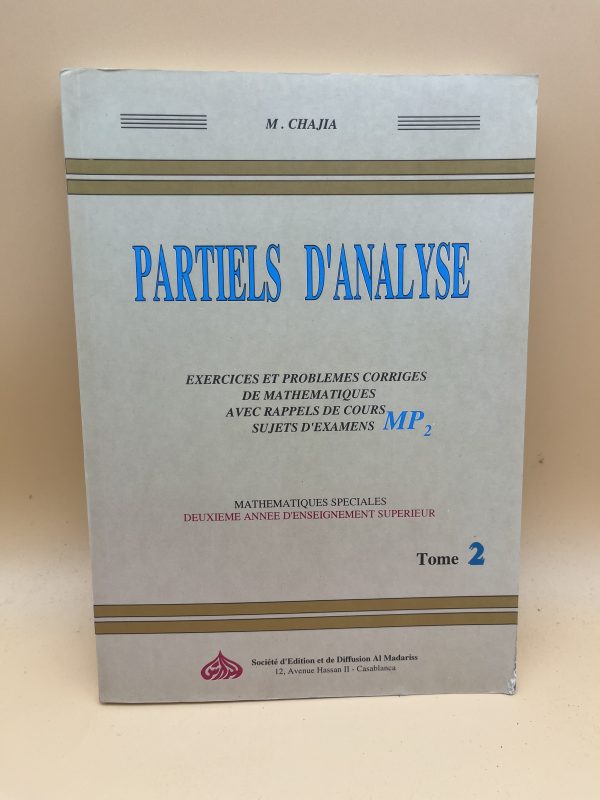 M . CHAJIA
PARTIELS D'ANALYSE
EXERCICES ET PROBLEMES CORRIGES
DE MATHEMATIQUES
AVEC RAPPELS DE COURS
SUJETS D'EXAMENS MP2
MATHEMATIQUES SPECIALES
DEUXIEME ANNEE D'ENSEIGNEMENT SUPERIEUR
Tome 2
Société d'Edition et de Diffusion Al Madariss
12, Avenue Hassan II - Casablanca